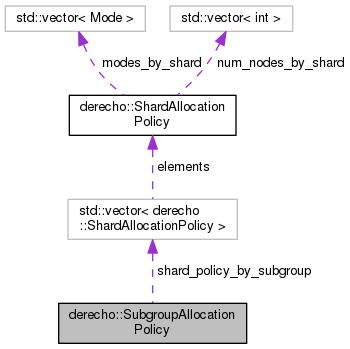 std::vector< Mode >
std::vector< int >
modes_by_shard
num_nodes_by_shard
derecho::ShardAllocation
Policy
elements
std::vector< derecho
::ShardAllocationPolicy >
shard_policy_by_subgroup
derecho::SubgroupAllocation
Policy